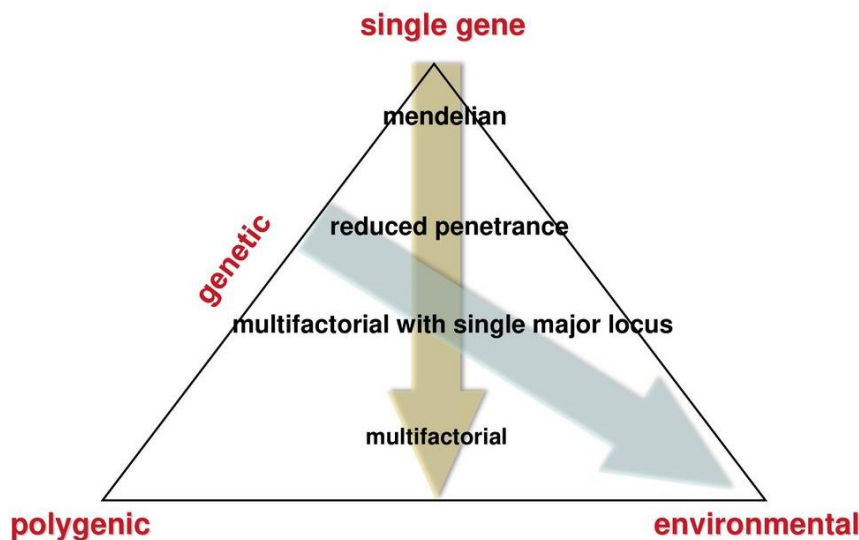 single gene
mendelian
reduced penetrance
genetic
multifactorial with single major locus
multifactorial
polygenic
environmental